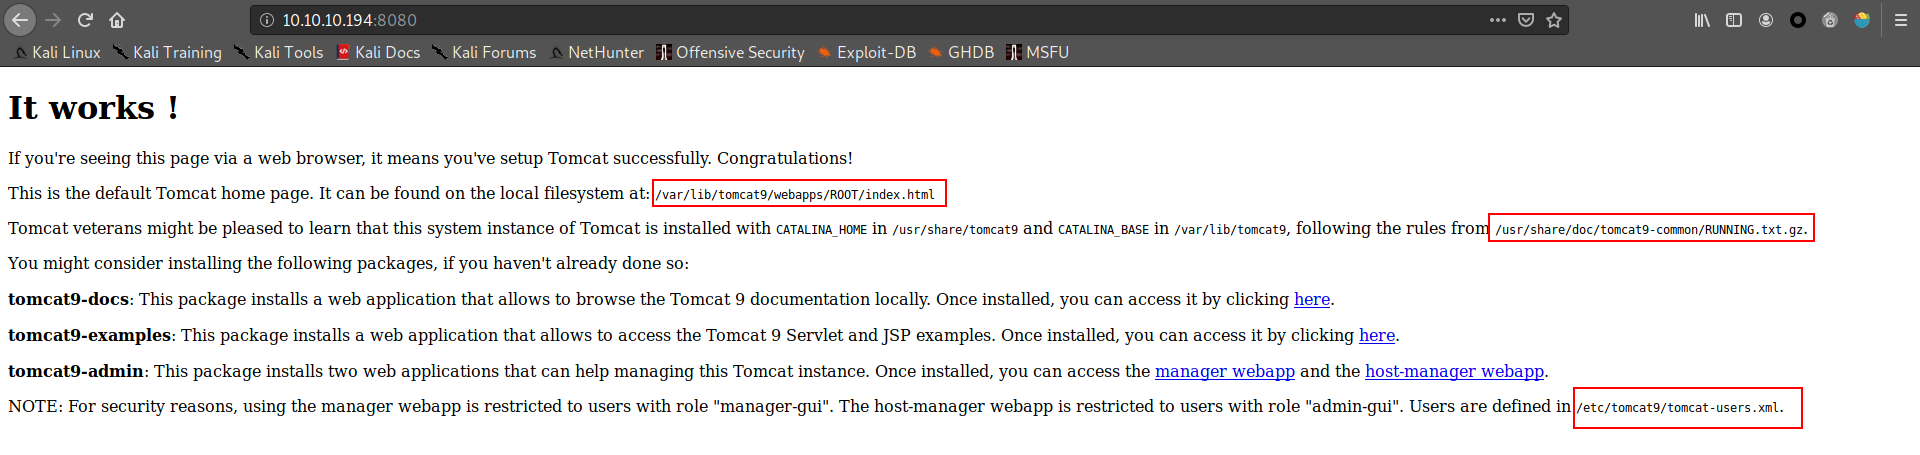 10.10.10.194:8080
Kali Linux Kali Training Kali Tools Kali Docs Kali Forums NetHunter Offensive Security Exploit-DB GHDB MSFU
It works !
If you're seeing this page via a web browser, it means you've setup Tomcat successfully. Congratulations!
This is the default Tomcat home page. It can be found on the local filesystem at: /var/lib/tomcat9/webapps/ROOT/index.html
Tomcat veterans might be pleased to learn that this system instance of Tomcat is installed with CATALINA_HOME in /usr/share/tomcat9 and CATALINA_BASE in /var/lib/tomcat9, following the rules from /usr/share/doc/tomcat9-common/RUNNING.txt.gz.
You might consider installing the following packages, if you haven't already done so:
tomcat9-docs: This package installs a web application that allows to browse the Tomcat 9 documentation locally. Once installed, you can access it by clicking here.
tomcat9-examples: This package installs a web application that allows to access the Tomcat 9 Servlet and JSP examples. Once installed, you can access it by clicking here.
tomcat9-admin: This package installs two web applications that can help managing this Tomcat instance. Once installed, you can access the manager webapp and the host-manager webapp.
NOTE: For security reasons, using the manager webapp is restricted to users with role "manager-gui". The host-manager webapp is restricted to users with role "admin-gui". Users are defined in /etc/tomcat9/tomcat-users.xml.